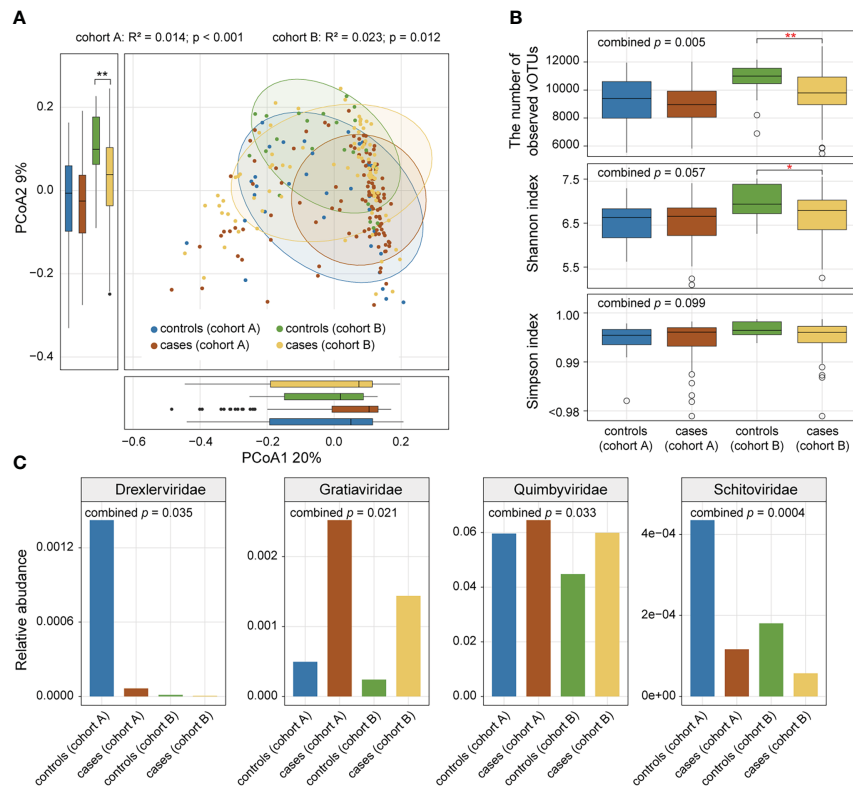 A
cohort A: R² = 0.014; p < 0.001
cohort B: R² = 0.023; p = 0.012
**
0.2
0.0
−0.2
−0.4
PCoA2 9%
controls (cohort A)
controls (cohort B)
cases (cohort A)
cases (cohort B)
−0.6
−0.4
−0.2
0.0
0.2
PCoA1 20%
B
combined p = 0.005
**
12000
10000
8000
6000
The number of
observed vOTUs
combined p = 0.057
*
7.5
6.5
5.5
Shannon index
combined p = 0.099
1.00
0.99
<0.98
Simpson index
controls
(cohort A)
cases
(cohort A)
controls
(cohort B)
cases
(cohort B)
C
Relative abudance
Drexlerviridae
combined p = 0.035
0.0012
0.0006
0.0000
controls (cohort A)
cases (cohort A)
controls (cohort B)
cases (cohort B)
Gratiaviridae
combined p = 0.021
0.002
0.001
0.000
controls (cohort A)
cases (cohort A)
controls (cohort B)
cases (cohort B)
Quimbyviridae
combined p = 0.033
0.06
0.04
0.02
0.00
controls (cohort A)
cases (cohort A)
controls (cohort B)
cases (cohort B)
Schitoviridae
combined p = 0.0004
4e−04
2e−04
0e+00
controls (cohort A)
cases (cohort A)
controls (cohort B)
cases (cohort B)